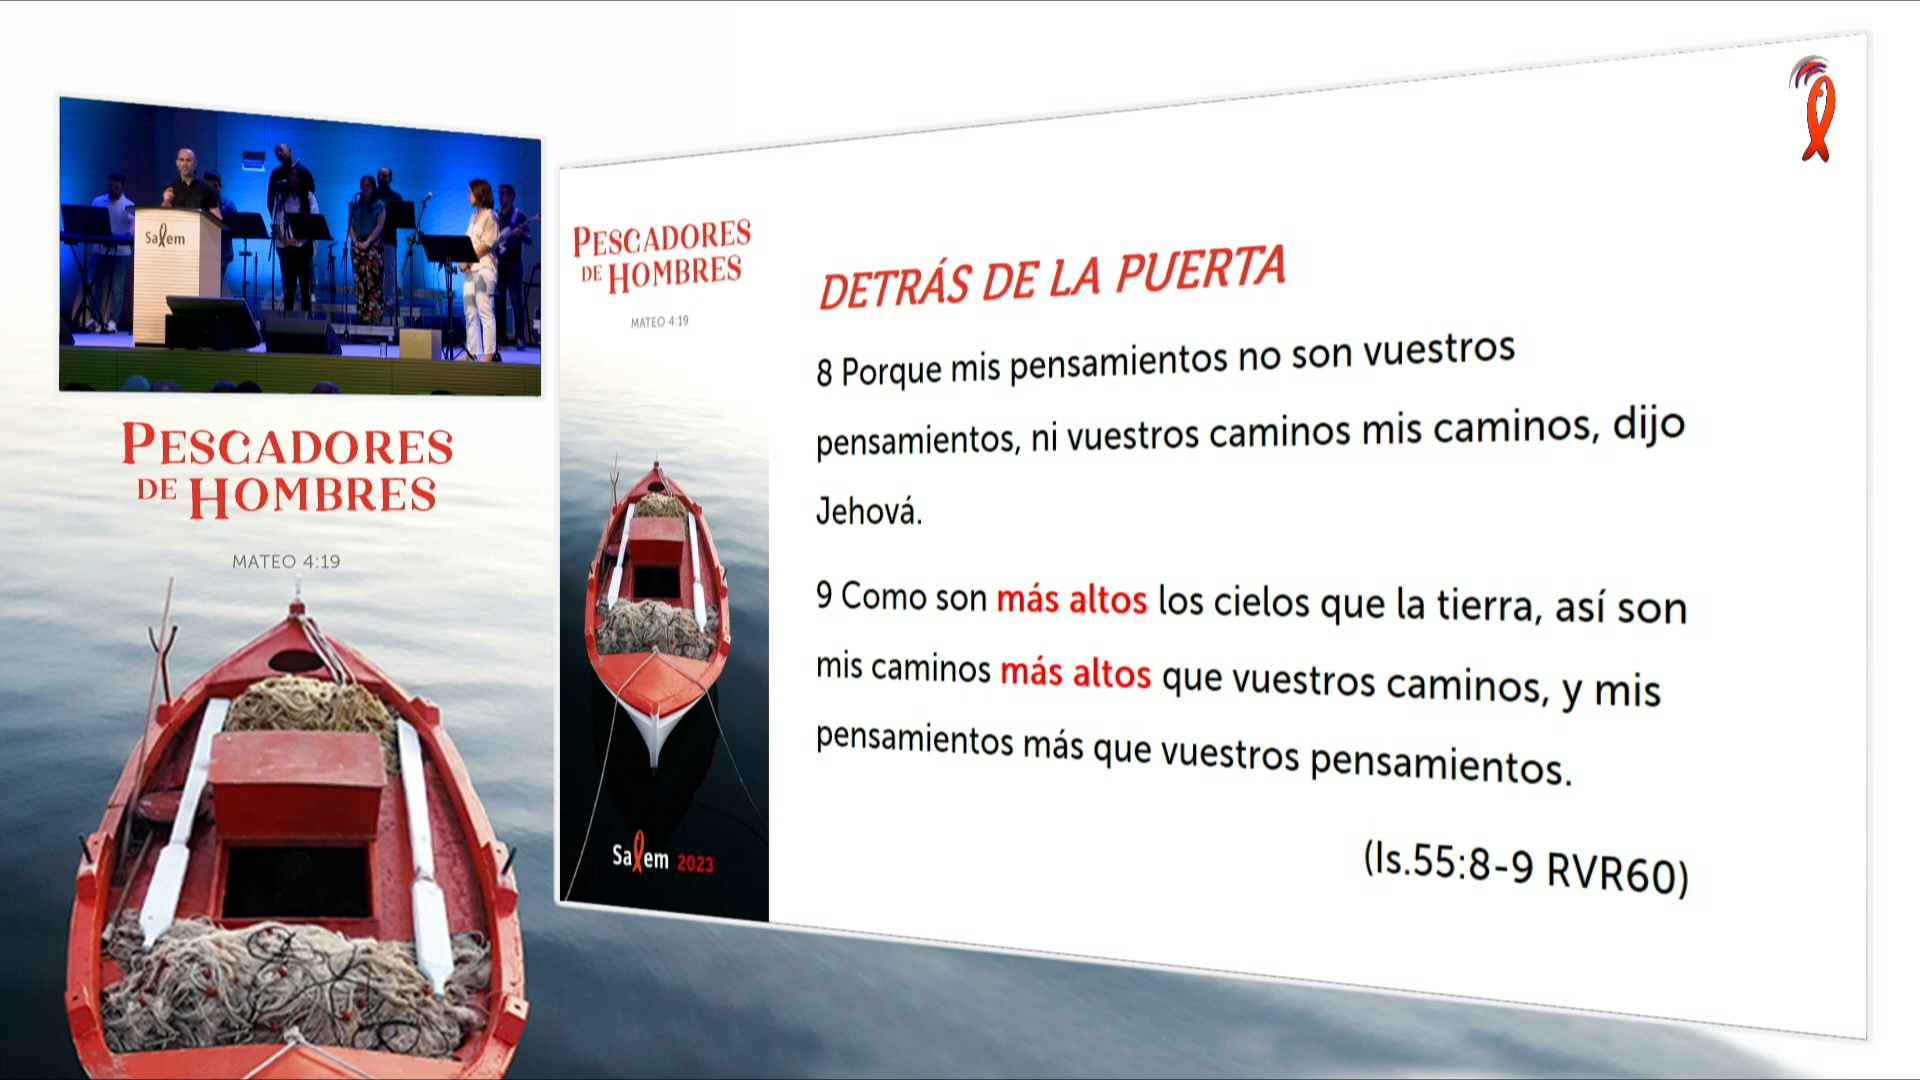 Salem
PESCADORES
DE HOMBRES
MATEO 4:19
PESCADORES
DE HOMBRES
MATEO 4:19
Salem 2023
DETRÁS DE LA PUERTA
8 Porque mis pensamientos no son vuestros
pensamientos, ni vuestros caminos mis caminos, dijo
Jehová.
9 Como son más altos los cielos que la tierra, así son
mis caminos más altos que vuestros caminos, y mis
pensamientos más que vuestros pensamientos.
(Is.55:8-9 RVR60)